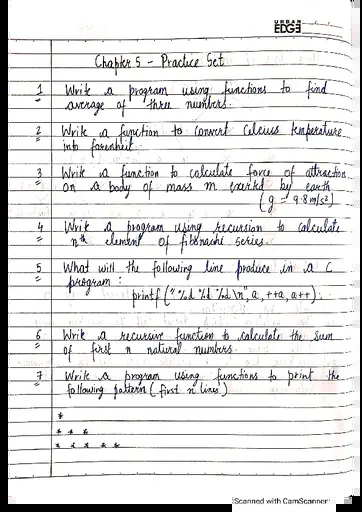 URBAN
EDGE
Chapter 5 - Practice Set
1 Write a program using functions to find
average of three numbers.
2 Write a function to convert Celcius temperature
into farenheit.
3 Write a function to calculate force of attraction
on a body of mass m exerted by earth
(g = 9.8 m/s²)
4 Write a program using recursion to calculate
nth element of fibbnachi series.
5 What will the following line produce in a C
program :
printf ("%d %d %d \n", a, ++a, a++);
6 Write a recursive function to calculate the sum
of first n natural numbers.
7 Write a program using functions to print the
following pattern (first n lines)
*
* * *
* * * * *
Scanned with CamScanner